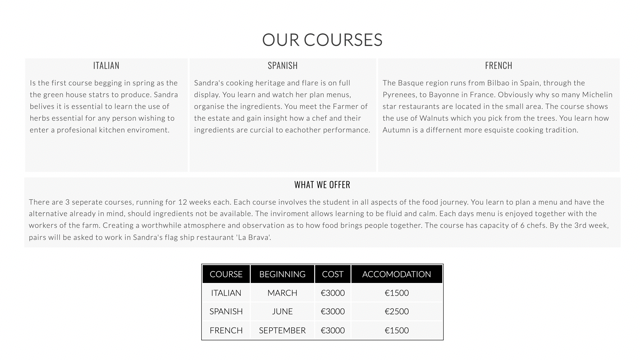 OUR COURSES
ITALIAN
Is the first course begging in spring as the
the green house statrs to produce. Sandra
belives it is essential to learn the use of
herbs essential for any person wishing to
enter a profesional kitchen enviroment.
SPANISH
Sandra's cooking heritage and flare is on full
display. You learn and watch her plan menus,
organise the ingredients. You meet the Farmer of
the estate and gain insight how a chef and their
ingredients are curcial to eachother performance.
FRENCH
The Basque region runs from Bilbao in Spain, through the
Pyrenees, to Bayonne in France. Obviously why so many Michelin
star restaurants are located in the small area. The course shows
the use of Walnuts which you pick from the trees. You learn how
Autumn is a differnent more esquiste cooking tradition.
WHAT WE OFFER
There are 3 seperate courses, running for 12 weeks each. Each course involves the student in all aspects of the food journey. You learn to plan a menu and have the
alternative already in mind, should ingredients not be available. The inviroment allows learning to be fluid and calm. Each days menu is enjoyed together with the
workers of the farm. Creating a worthwhile atmosphere and observation as to how food brings people together. The course has capacity of 6 chefs. By the 3rd week,
pairs will be asked to work in Sandra's flag ship restaurant 'La Brava'.
COURSE BEGINNING COST ACCOMODATION
ITALIAN MARCH €3000 €1500
SPANISH JUNE €3000 €2500
FRENCH SEPTEMBER €3000 €1500